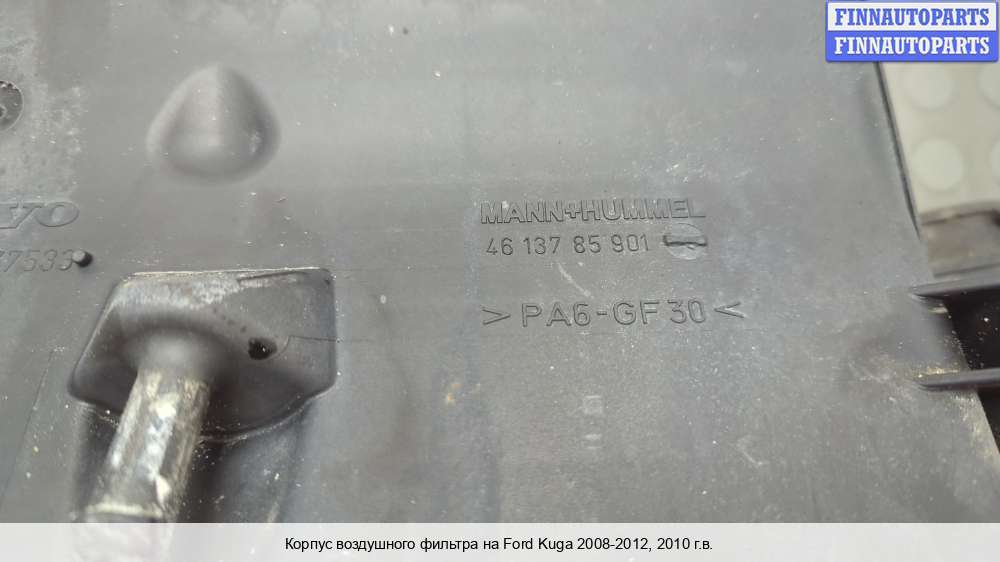 FINNAUTOPARTS
FINNAUTOPARTS
MANN+HUMMEL
46 137 85 901
>PA6-GF30<
Корпус воздушного фильтра на Ford Kuga 2008-2012, 2010 г.в.